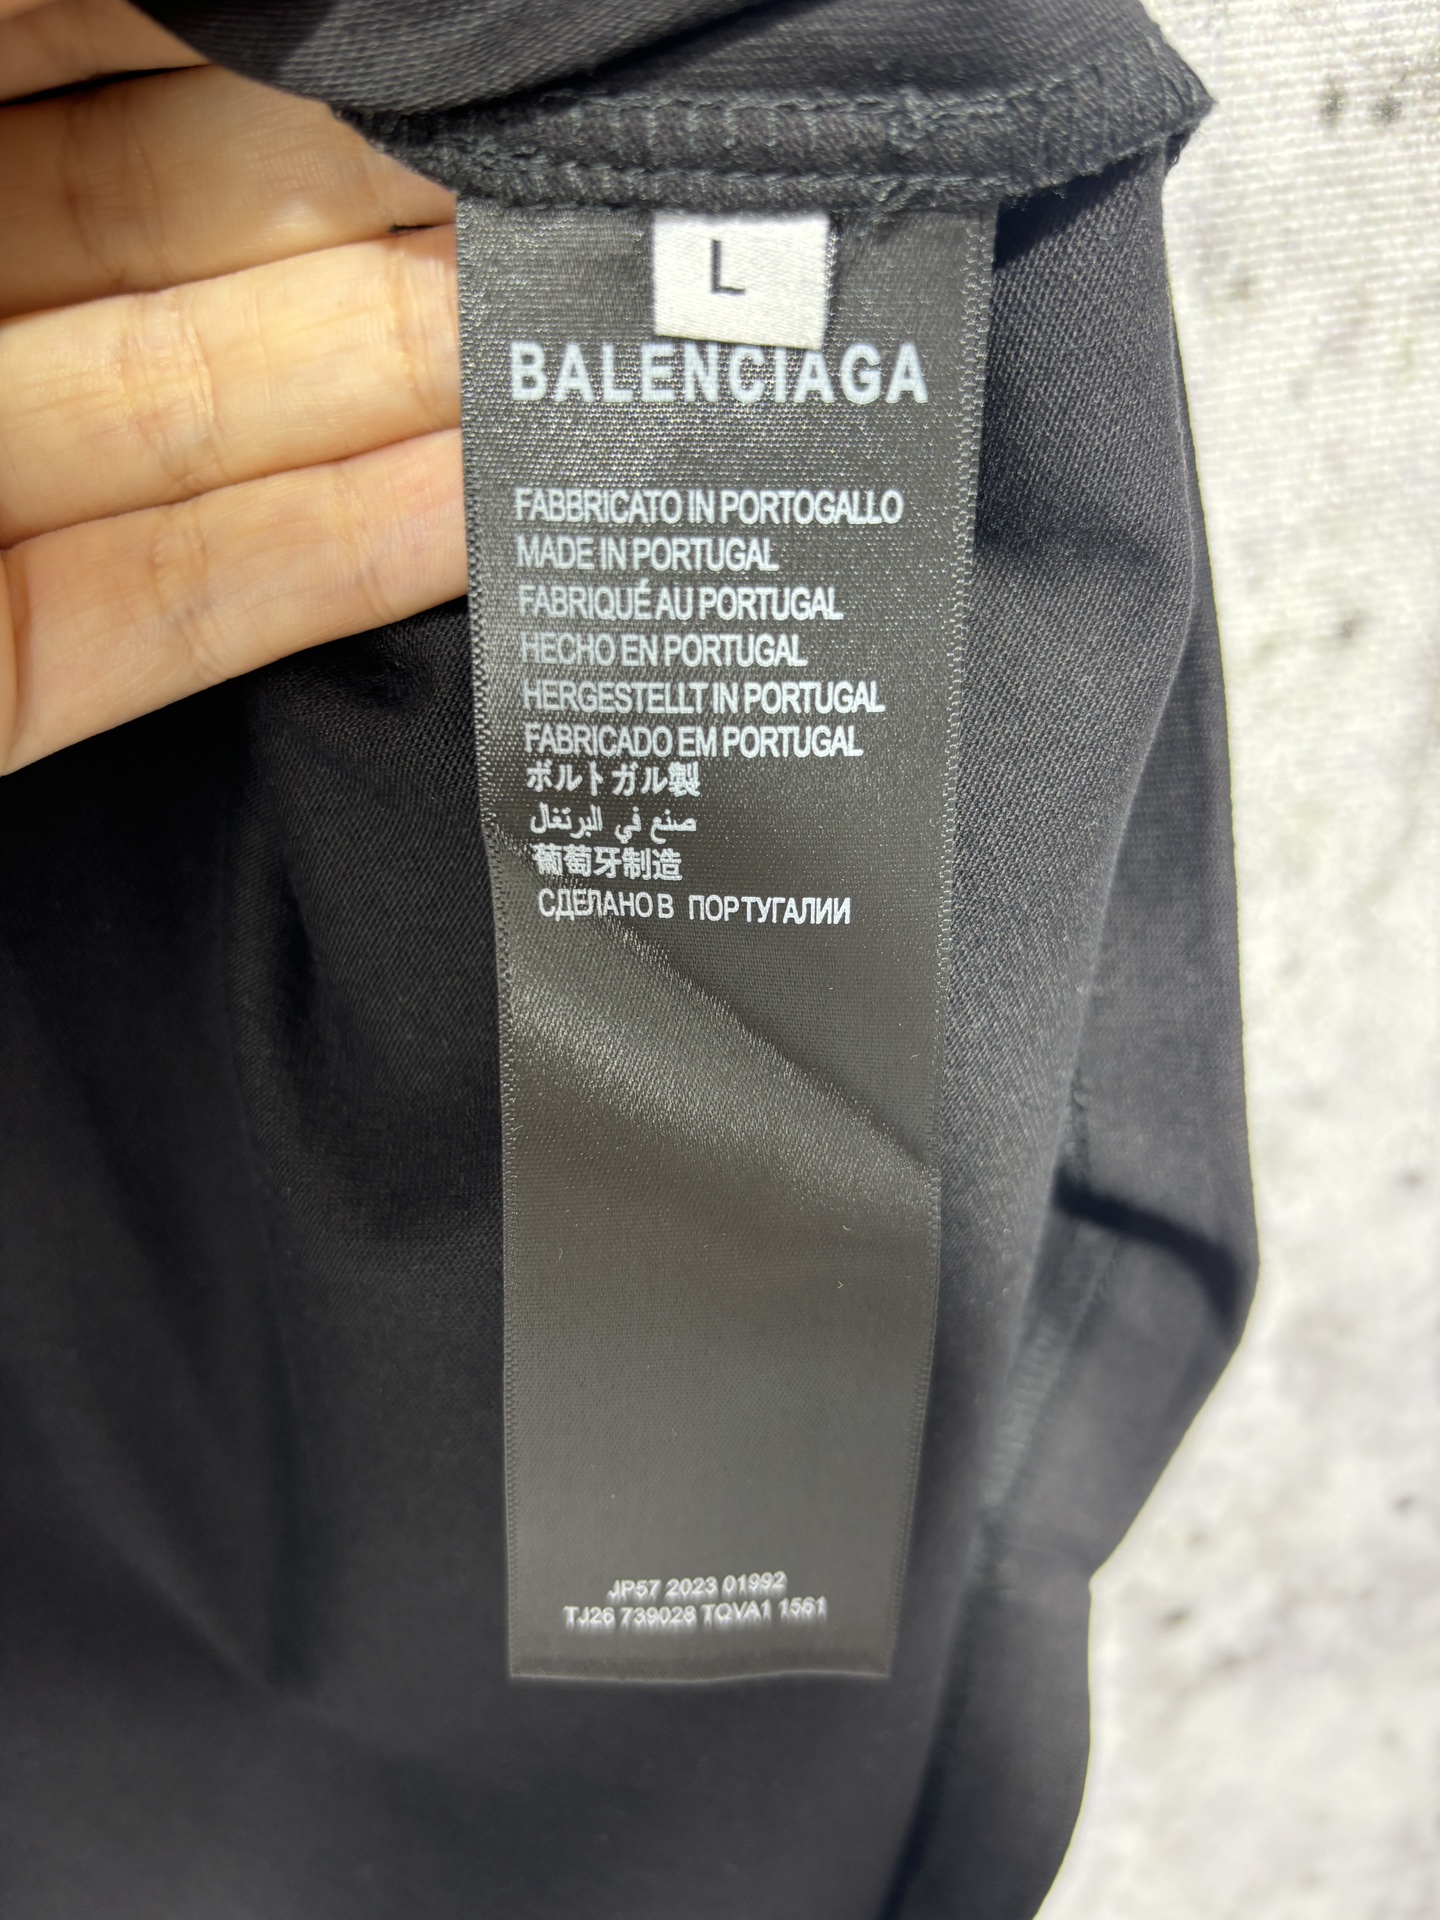 L
BALENCIAGA
FABBRICATO IN PORTOGALLO
MADE IN PORTUGAL
FABRIQUÉ AU PORTUGAL
HECHO EN PORTUGAL
HERGESTELLT IN PORTUGAL
FABRICADO EM PORTUGAL
ポルトガル製
صنع في البرتغال
葡萄牙制造
СДЕЛАНО В ПОРТУГАЛИИ
JP57 2023 01992
TJ26 739028 TQVA1 1561